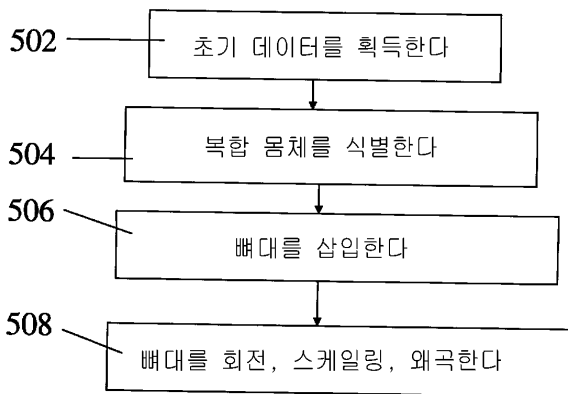 502
초기 데이터를 획득한다
504
복합 몸체를 식별한다
506
뼈대를 삽입한다
508
뼈대를 회전, 스케일링, 왜곡한다